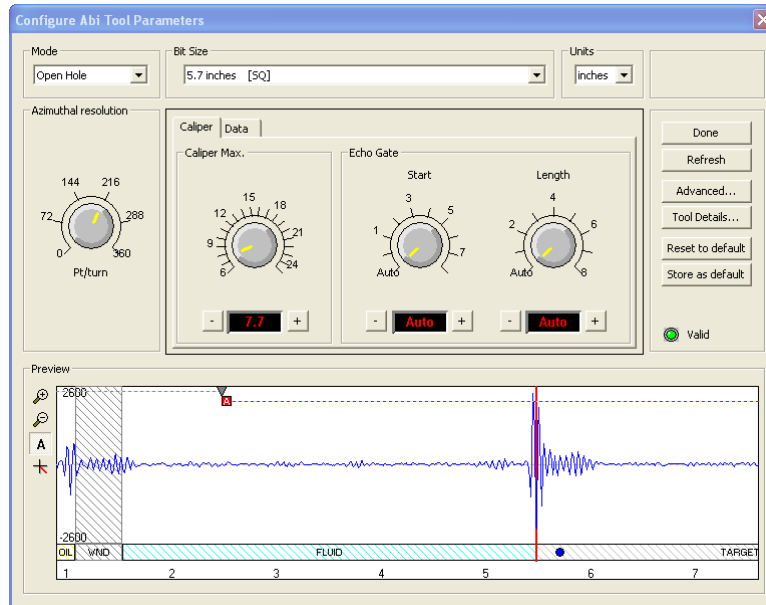 Configure Abi Tool Parameters
Mode
Open Hole
Bit Size
5.7 inches [SQ]
Units
inches
Azimuthal resolution
0 72 144 216 288 360
Pt/turn
Caliper Data
Caliper Max.
6 9 12 15 18 21 24
- 7.7 +
Echo Gate
Start
Auto 1 3 5 7
- Auto +
Length
Auto 2 4 6 8
- Auto +
Done
Refresh
Advanced...
Tool Details...
Reset to default
Store as default
Valid
Preview
A
2600
A
-2600
OIL WND FLUID TARGET
1 2 3 4 5 6 7